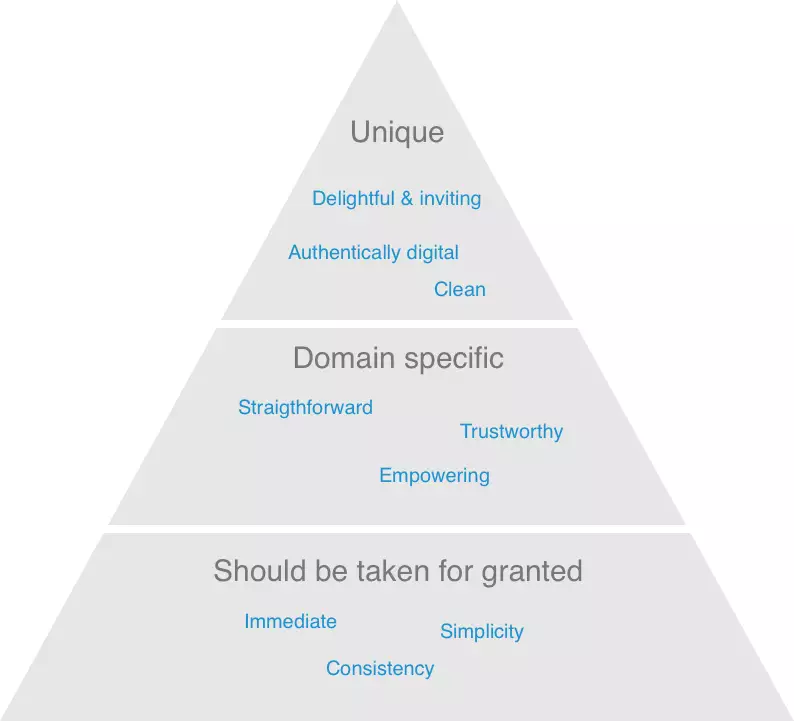 Unique
Delightful & inviting
Authentically digital
Clean
Domain specific
Straigthforward
Trustworthy
Empowering
Should be taken for granted
Immediate
Simplicity
Consistency